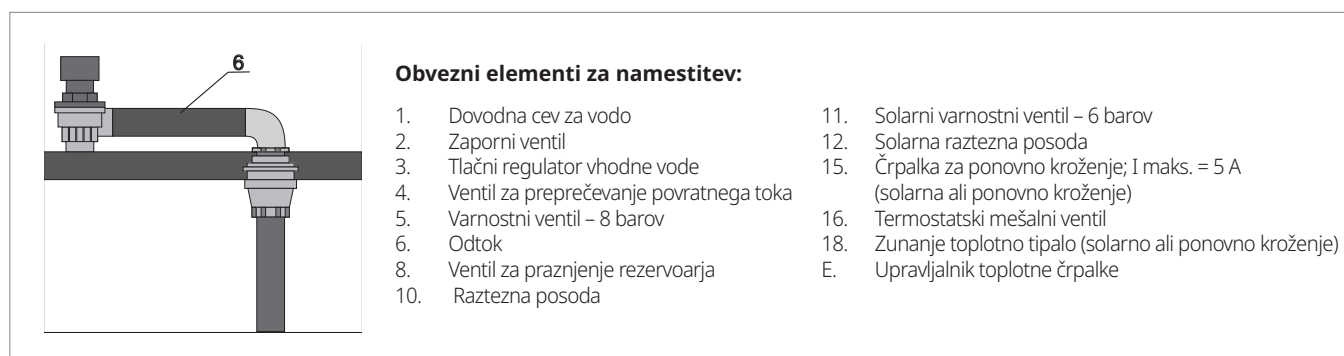 6
Obvezni elementi za namestitev:
1. Dovodna cev za vodo
2. Zaporni ventil
3. Tlačni regulator vhodne vode
4. Ventil za preprečevanje povratnega toka
5. Varnostni ventil – 8 barov
6. Odtok
8. Ventil za praznjenje rezervoarja
10. Raztezna posoda
11. Solarni varnostni ventil – 6 barov
12. Solarna raztezna posoda
15. Črpalka za ponovno kroženje; I maks. = 5 A
(solarna ali ponovno kroženje)
16. Termostatski mešalni ventil
18. Zunanje toplotno tipalo (solarno ali ponovno kroženje)
E. Upravljalnik toplotne črpalke